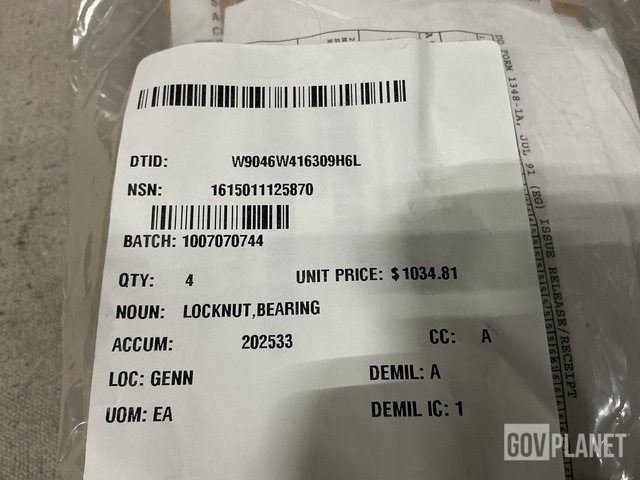 DTID: W9046W416309H6L
NSN: 1615011125870
BATCH: 1007070744
QTY: 4 UNIT PRICE: $1034.81
NOUN: LOCKNUT,BEARING
ACCUM: 202533 CC: A
LOC: GENN DEMIL: A
UOM: EA DEMIL IC: 1
DD FORM 1348-1A, JUL 91 (EG) ISSUE RELEASE/RECEIPT
GOVPLANET